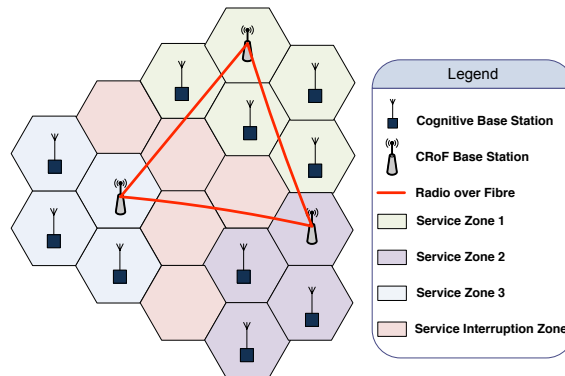 Legend
Cognitive Base Station
CRoF Base Station
Radio over Fibre
Service Zone 1
Service Zone 2
Service Zone 3
Service Interruption Zone